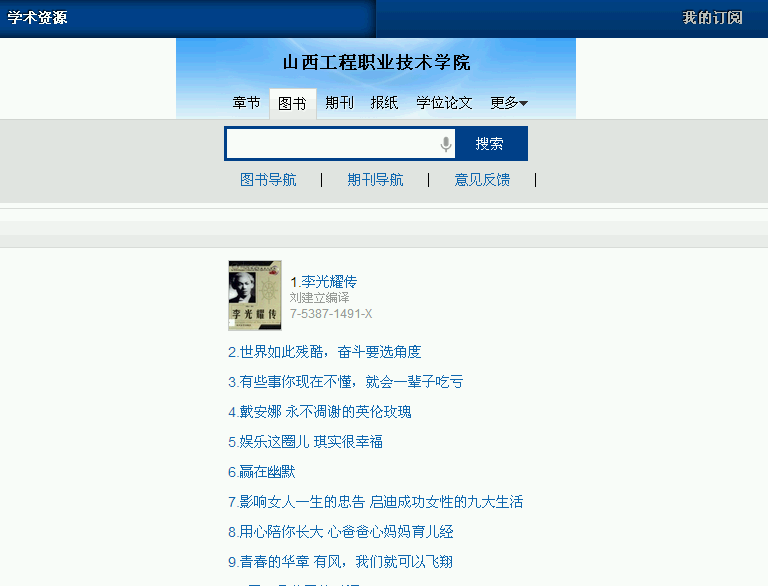 学术资源
我的订阅
山西工程职业技术学院
章节 图书 期刊 报纸 学位论文 更多
搜索
图书导航 | 期刊导航 | 意见反馈 |
李光耀传
1.李光耀传
刘建立编译
7-5387-1491-X
2.世界如此残酷，奋斗要选角度
3.有些事你现在不懂，就会一辈子吃亏
4.戴安娜 永不凋谢的英伦玫瑰
5.娱乐这圈儿 琪实很幸福
6.赢在幽默
7.影响女人一生的忠告 启迪成功女性的九大生活
8.用心陪你长大 心爸爸心妈妈育儿经
9.青春的华章 有风，我们就可以飞翔